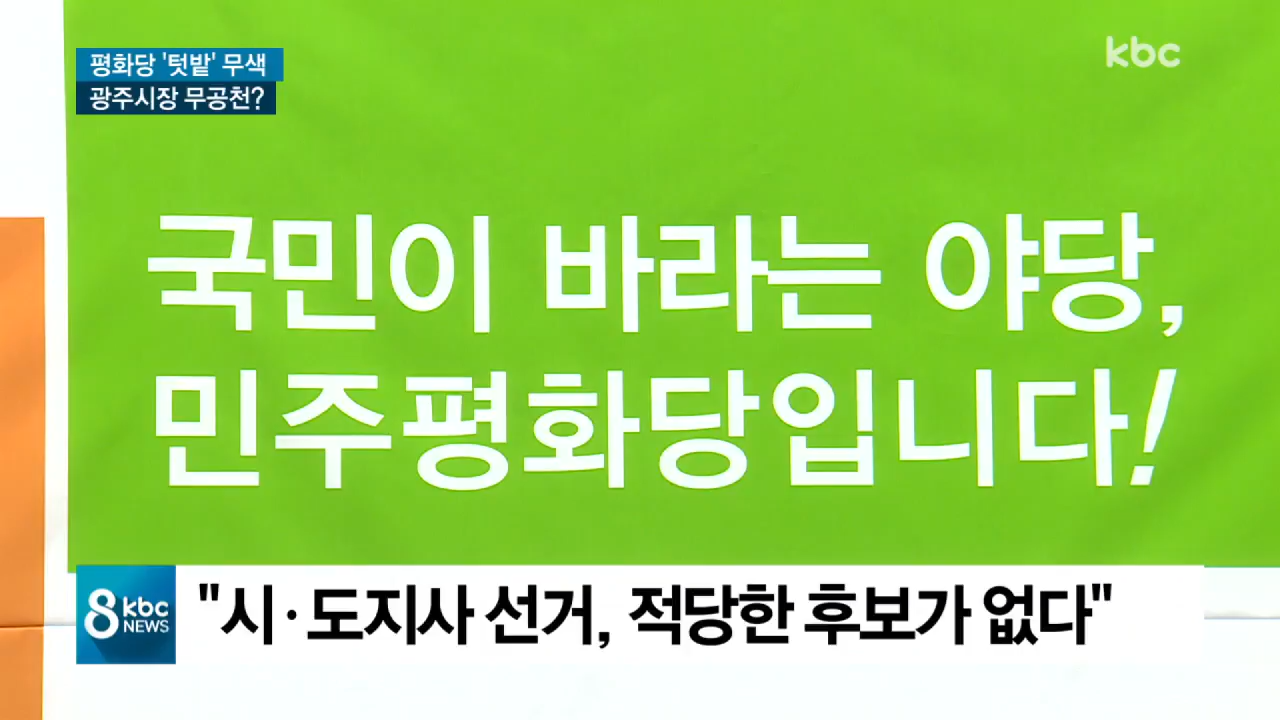 평화당 '텃밭' 무색
광주시장 무공천?
kbc
국민이 바라는 야당,
민주평화당입니다!
8 kbc NEWS
"시·도지사 선거, 적당한 후보가 없다"